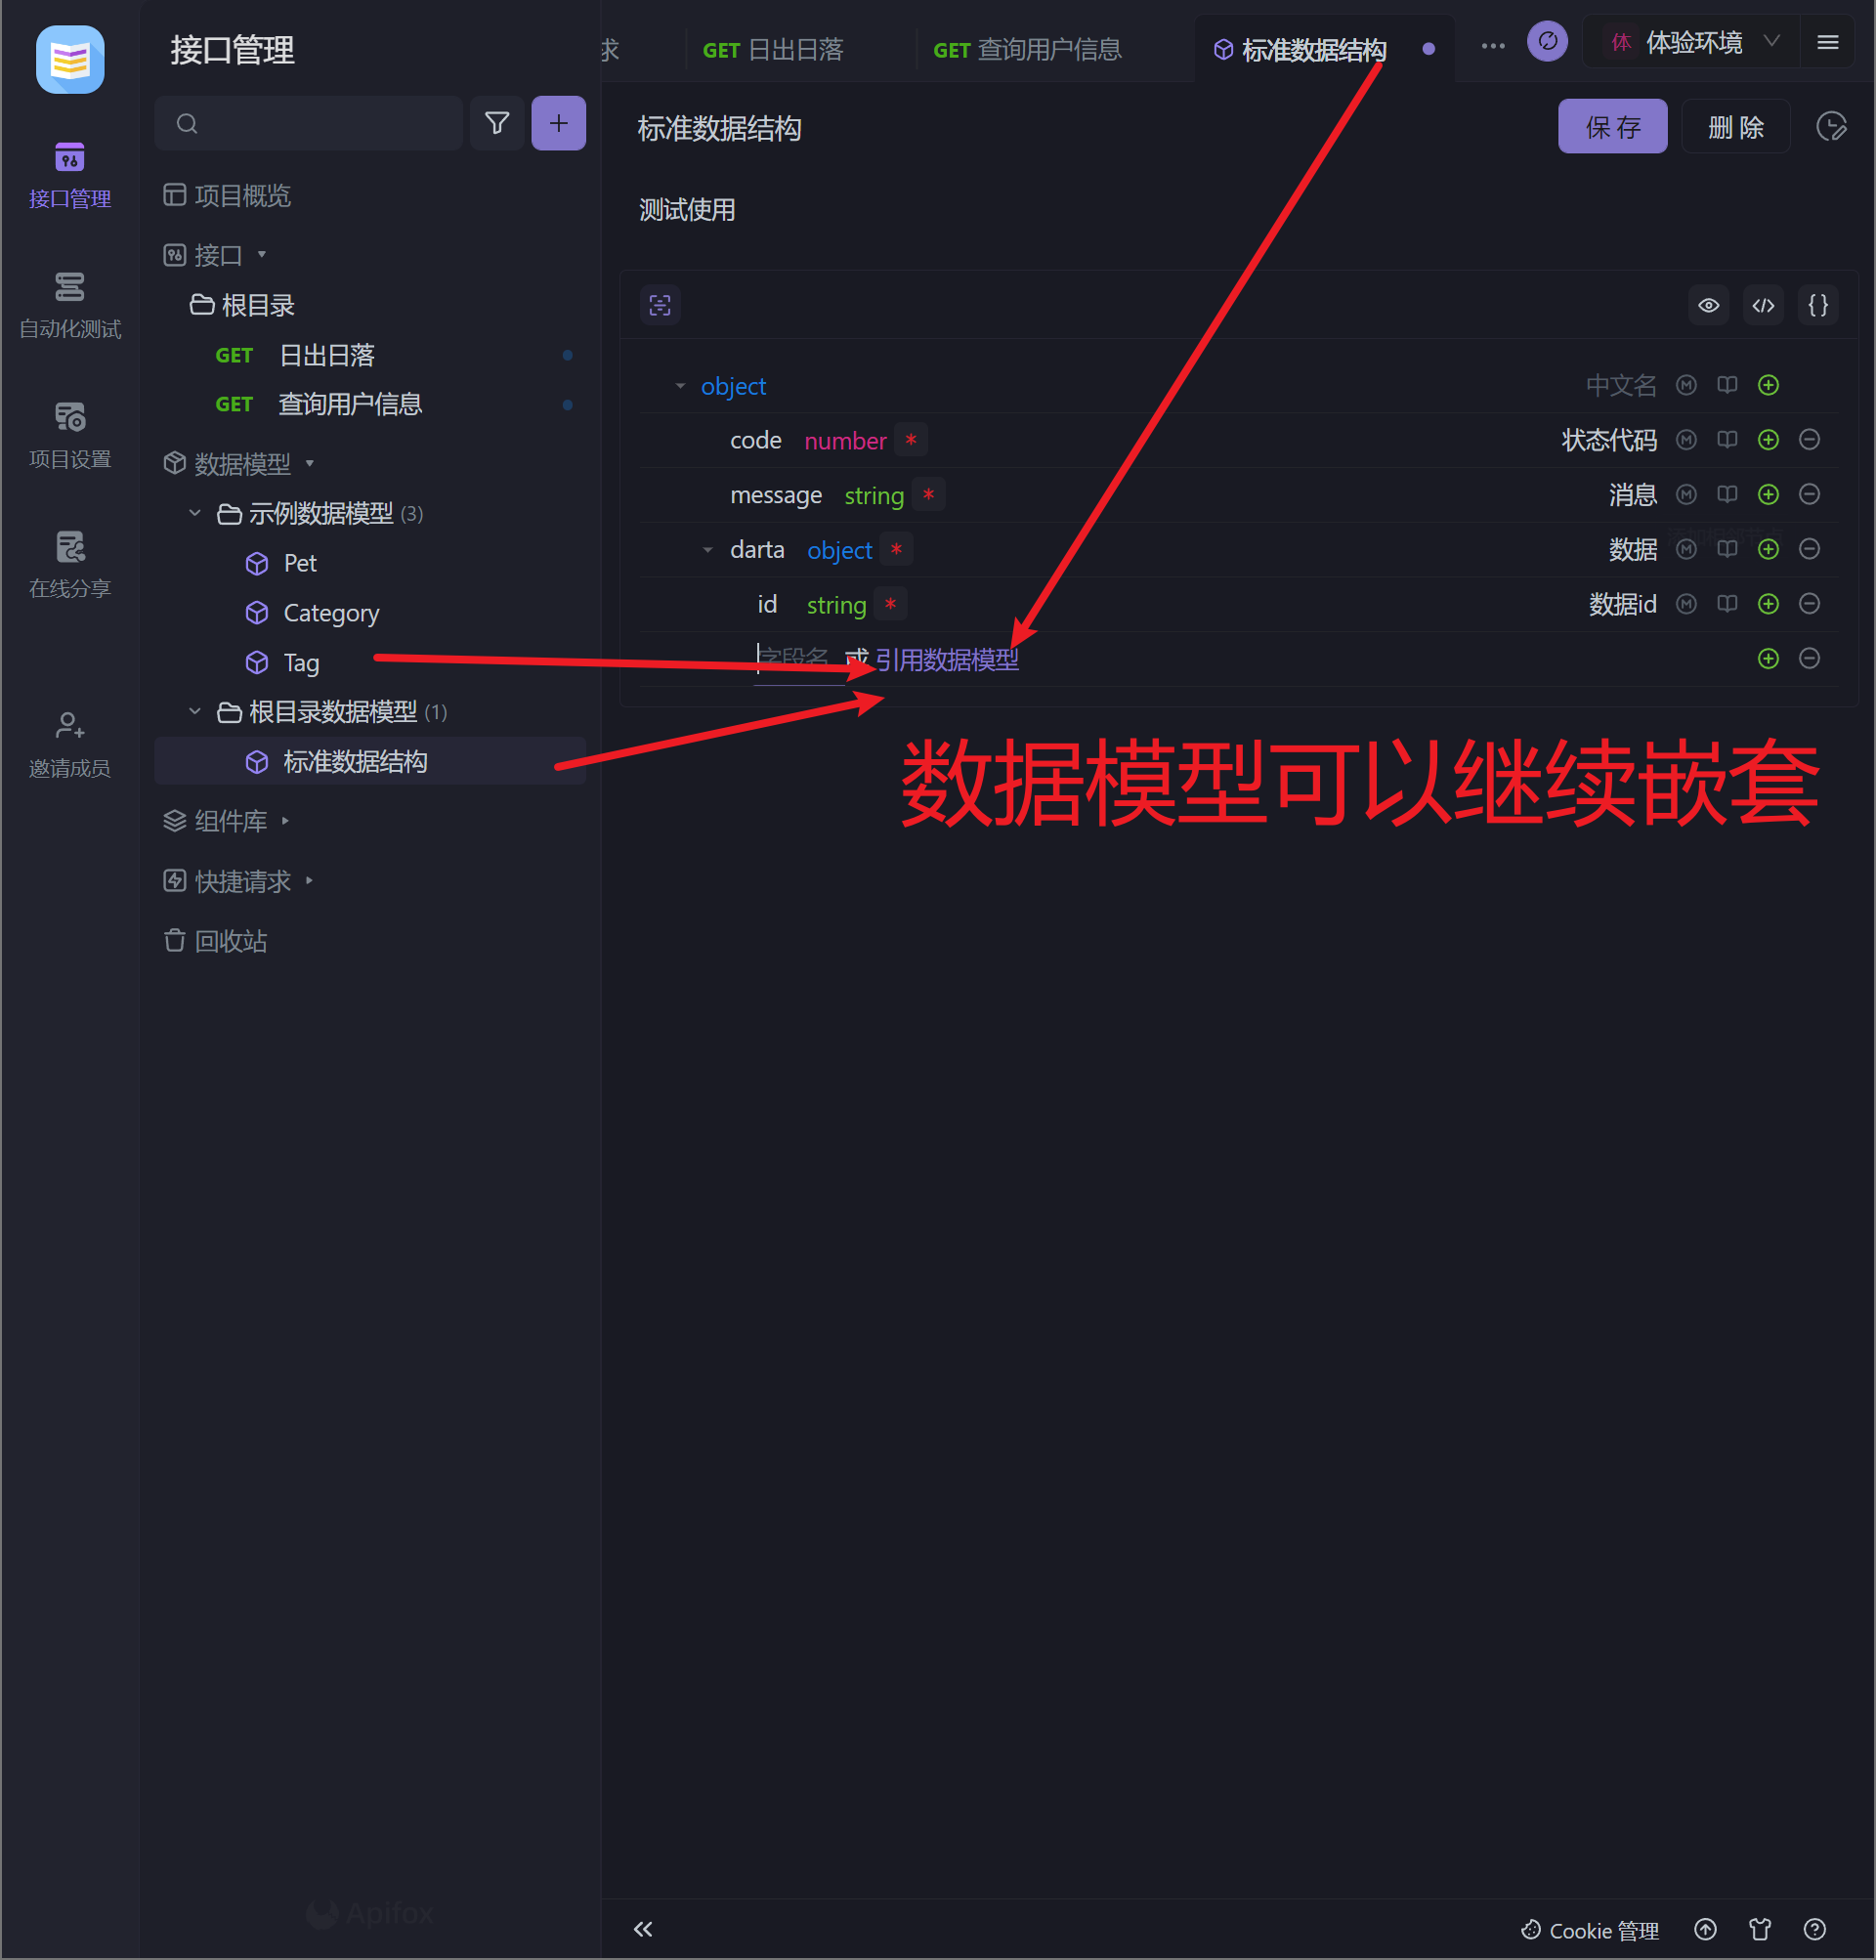 接口管理
求
GET 日出日落
GET 查询用户信息
标准数据结构
体 体验环境
接口管理
自动化测试
项目设置
在线分享
邀请成员
项目概览
接口
根目录
GET 日出日落
GET 查询用户信息
数据模型
示例数据模型 (3)
Pet
Category
Tag
根目录数据模型 (1)
标准数据结构
组件库
快捷请求
回收站
Apifox
标准数据结构
保 存
删 除
测试使用
object 中文名
code number * 状态代码
message string * 消息
darta object * 数据
id string * 数据id
字段名 或 引用数据模型
数据模型可以继续嵌套
Cookie 管理